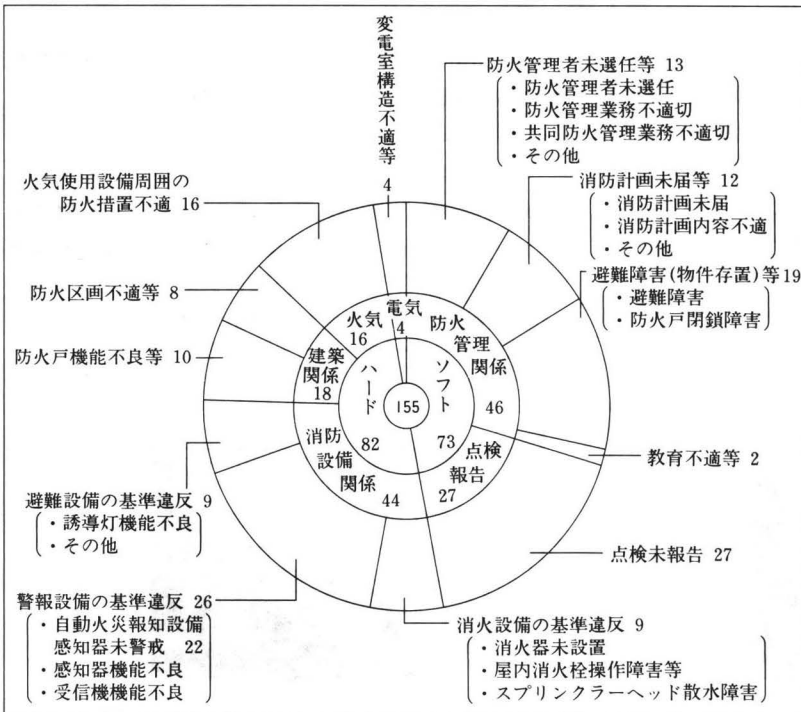 変電室構造不適等
4
防火管理者未選任等 13
・防火管理者未選任
・防火管理業務不適切
・共同防火管理業務不適切
・その他
消防計画未届等 12
・消防計画未届
・消防計画内容不適
・その他
避難障害(物件存置)等19
・避難障害
・防火戸閉鎖障害
教育不適等 2
点検未報告 27
消火設備の基準違反 9
・消火器未設置
・屋内消火栓操作障害等
・スプリンクラーヘッド散水障害
警報設備の基準違反 26
・自動火災報知設備
感知器未警戒 22
・感知器機能不良
・受信機機能不良
避難設備の基準違反 9
・誘導灯機能不良
・その他
防火戸機能不良等 10
防火区画不適等 8
火気使用設備周囲の
防火措置不適 16
電気
4
防火
管理
関係
46
点検
報告
27
消防
設備
関係
44
建築
関係
18
火気
16
ソフト
73
ハード
82
155